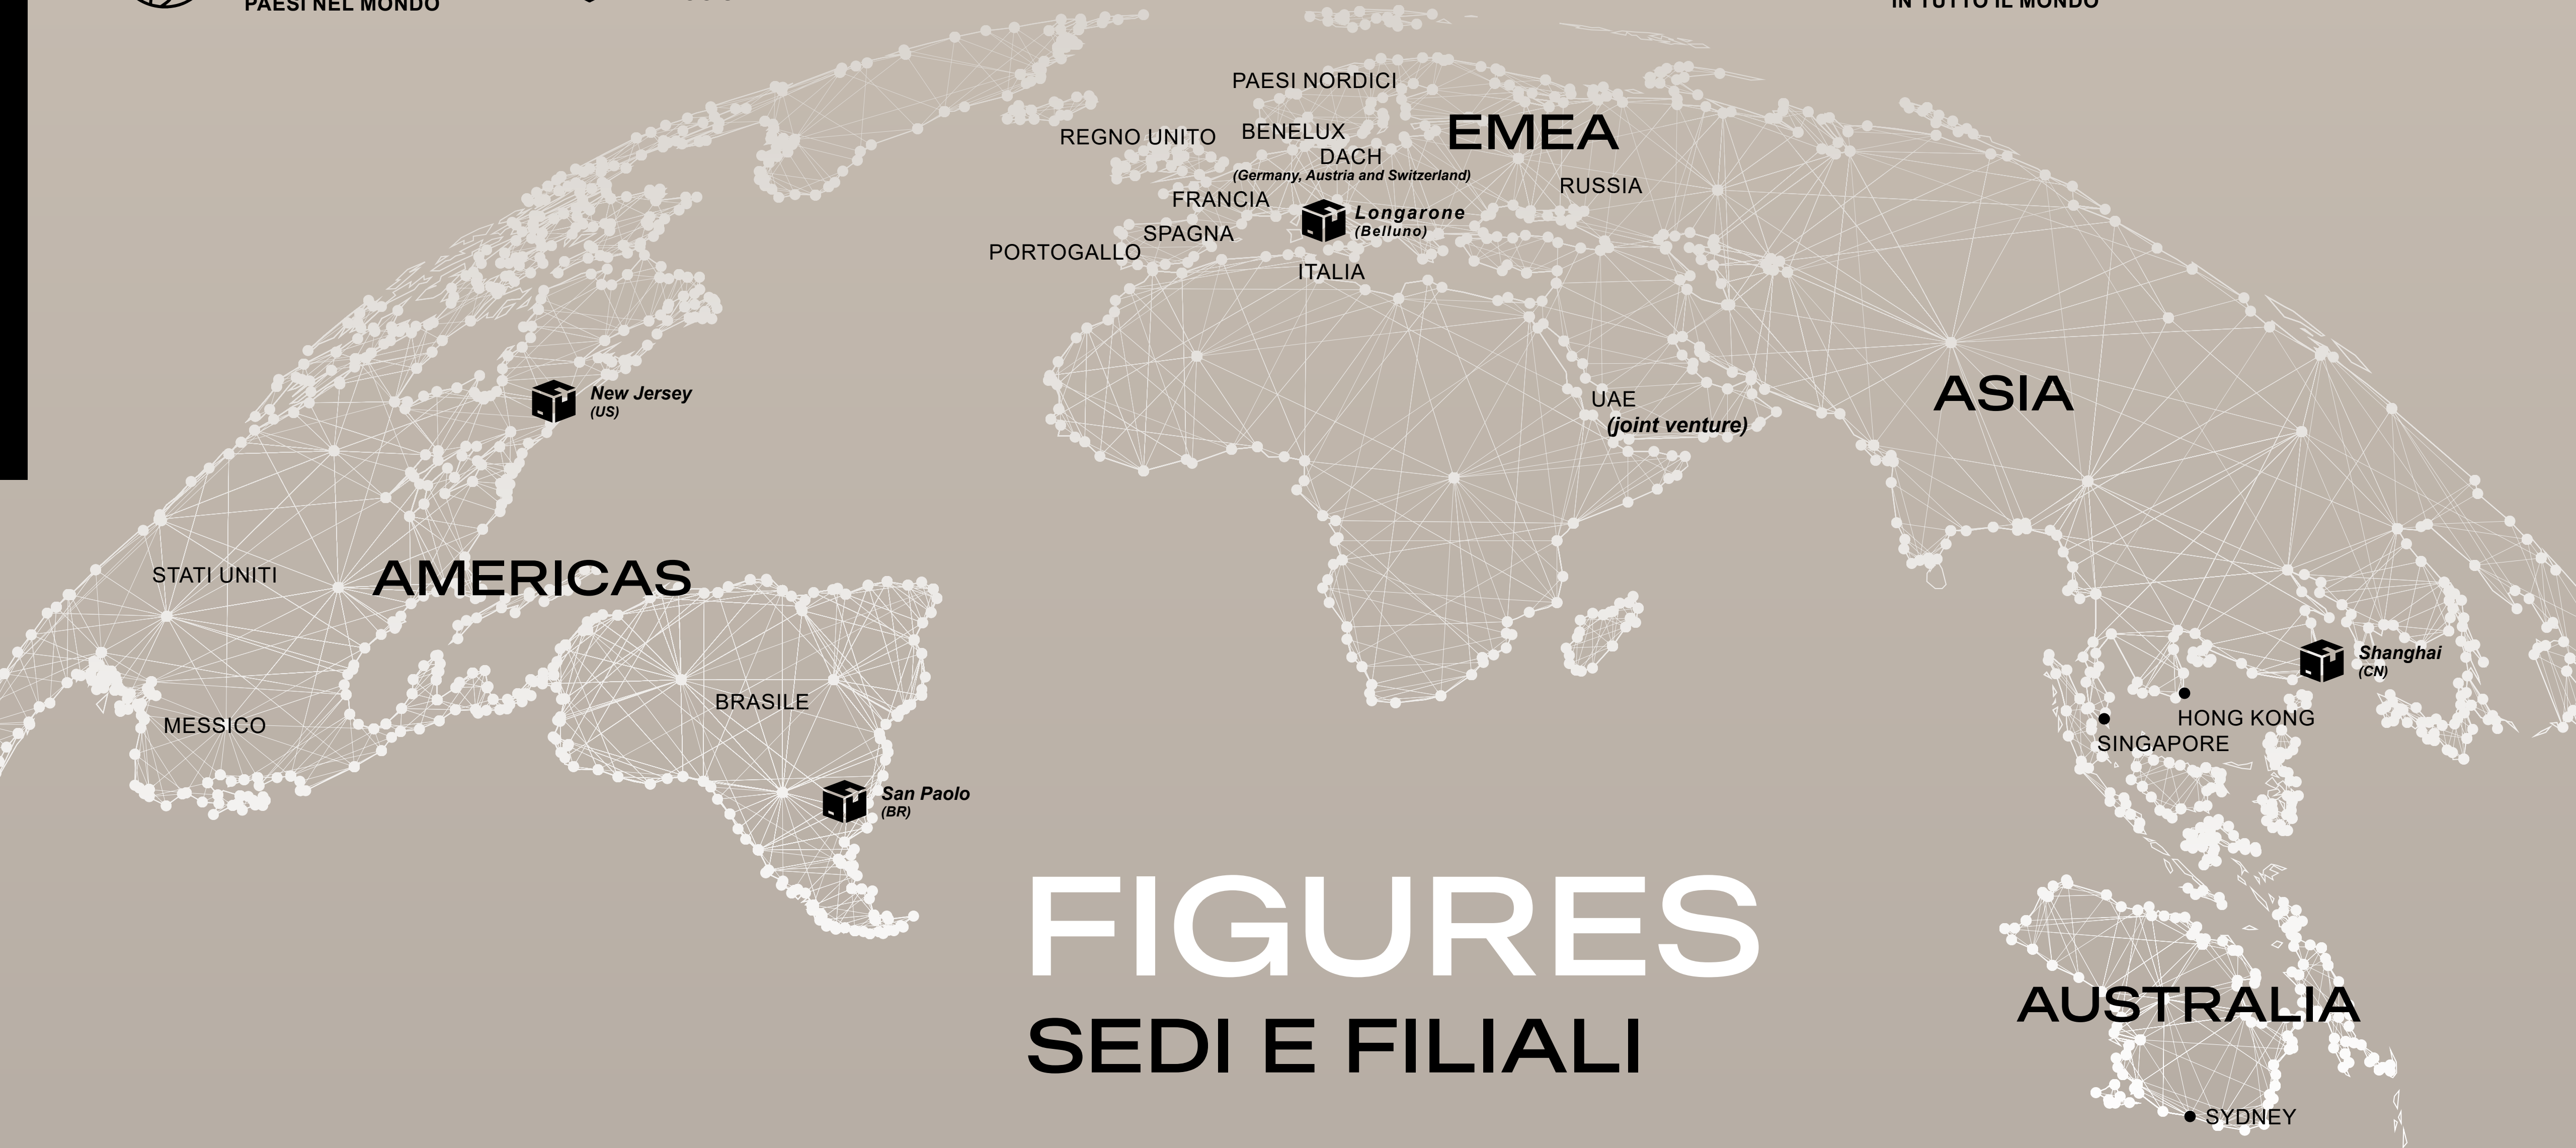 PAESI NEL MONDO
IN TUTTO IL MONDO
PAESI NORDICI
EMEA
REGNO UNITO
BENELUX
DACH
(Germany, Austria and Switzerland)
RUSSIA
FRANCIA
Longarone
(Belluno)
SPAGNA
PORTOGALLO
ITALIA
New Jersey
(US)
UAE
(joint venture)
ASIA
STATI UNITI
AMERICAS
MESSICO
BRASILE
San Paolo
(BR)
Shanghai
(CN)
HONG KONG
SINGAPORE
FIGURES
SEDI E FILIALI
AUSTRALIA
SYDNEY